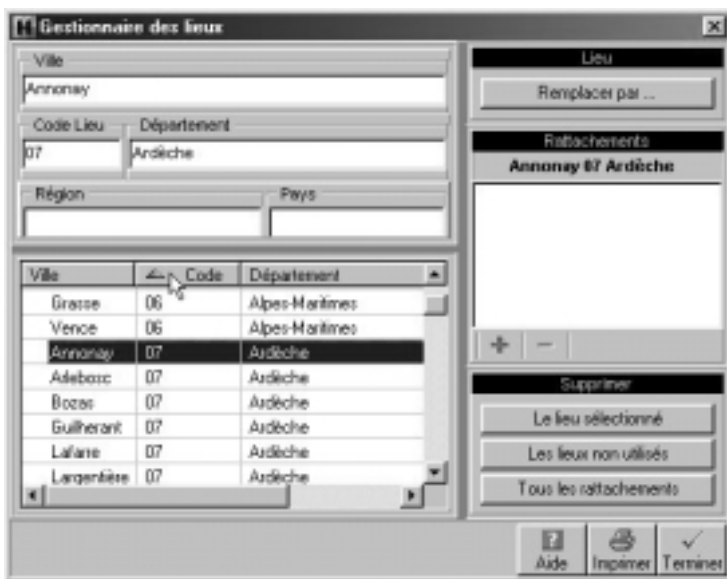 Gestionnaire des lieux
Ville
Annonay
Code Lieu Département
07 Ardèche
Région Pays
Lieu
Remplacer par ...
Rattachements
Annonay 07 Ardèche
Ville Code Département
Grasse 06 Alpes-Maritimes
Vence 06 Alpes-Maritimes
Annonay 07 Ardèche
Arlebosc 07 Ardèche
Bozas 07 Ardèche
Guilherant 07 Ardèche
Lafarre 07 Ardèche
Largentière 07 Ardèche
+ −
Supprimer
Le lieu sélectionné
Les lieux non utilisés
Tous les rattachements
Aide Imprimer Terminer